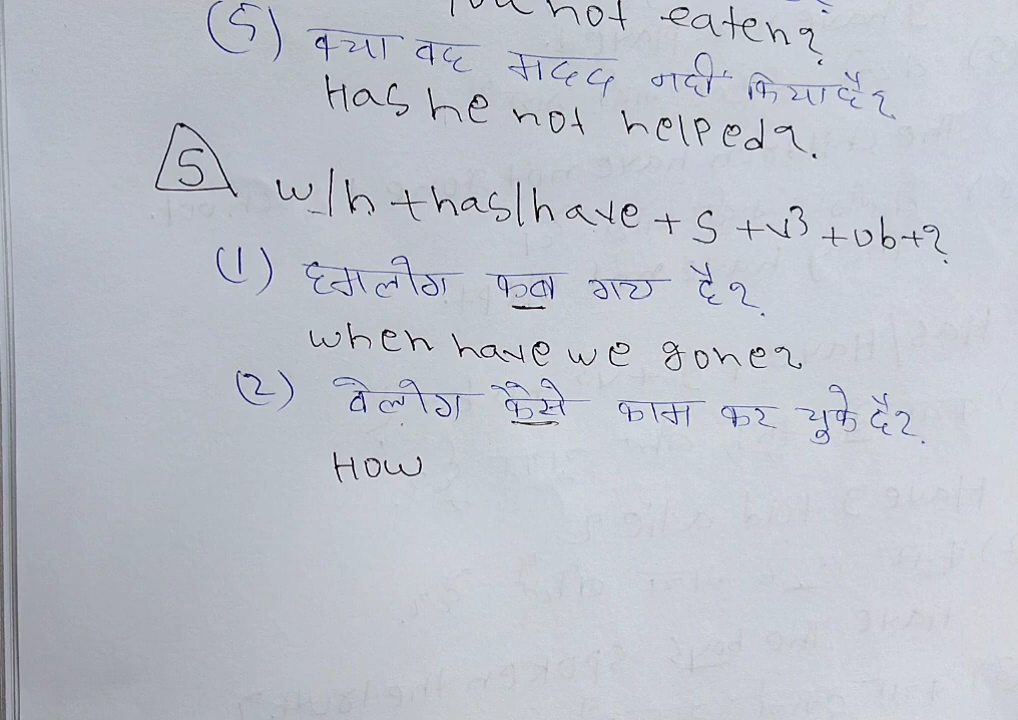 You not eaten?
(5) क्या वह मदद नहीं किया है?
Has he not helped?
5 w/h + has/have + S + v3 + ob + ?
(1) हमलोग कब गए है?
when have we gone?
(2) वेलोग कैसे काम कर चुके है?
HOW